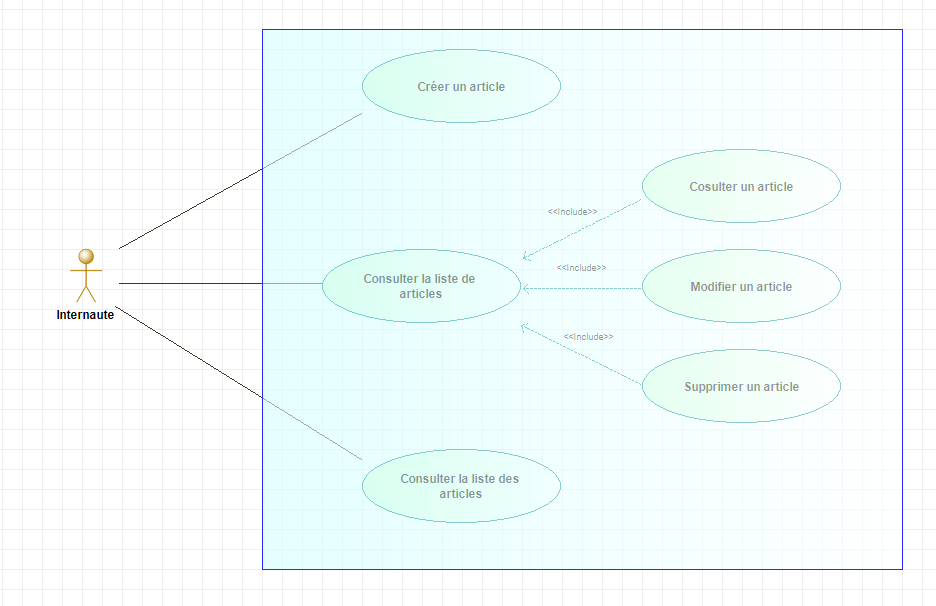 Créer un article
Cosulter un article
<<Include>>
<<Include>>
Consulter la liste de
articles
Modifier un article
Internaute
<<Include>>
Supprimer un article
Consulter la liste des
articles